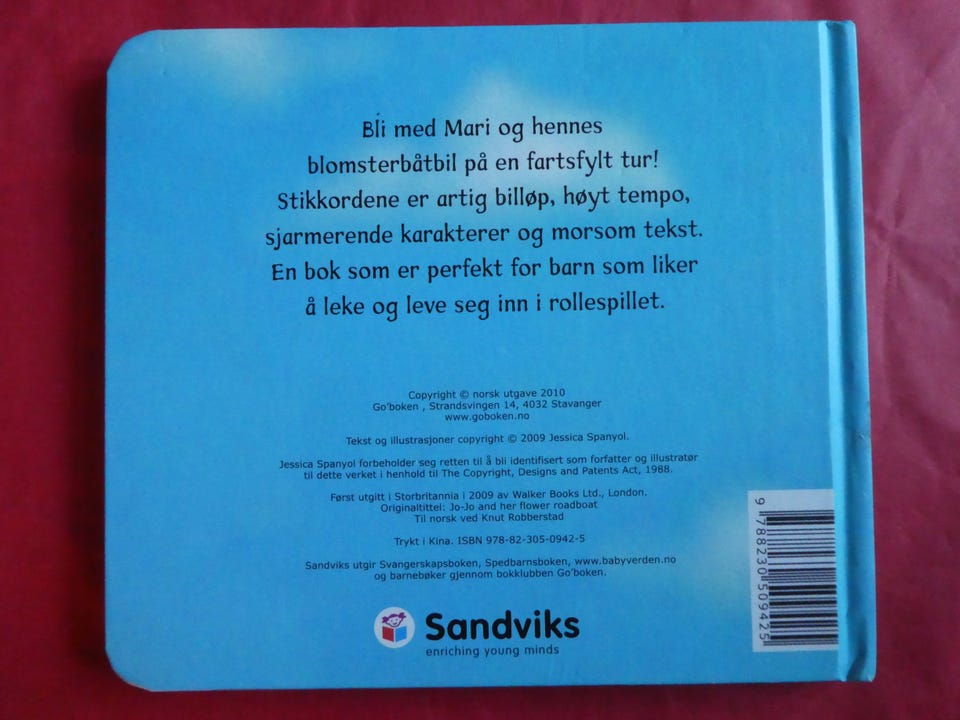 Bli med Mari og hennes
blomsterbåtbil på en fartsfylt tur!
Stikkordene er artig billøp, høyt tempo,
sjarmerende karakterer og morsom tekst.
En bok som er perfekt for barn som liker
å leke og leve seg inn i rollespillet.
Copyright © norsk utgave 2010
Go'boken , Strandsvingen 14, 4032 Stavanger
www.goboken.no
Tekst og illustrasjoner copyright © 2009 Jessica Spanyol.
Jessica Spanyol forbeholder seg retten til å bli identifisert som forfatter og illustratør
til dette verket i henhold til The Copyright, Designs and Patents Act, 1988.
Først utgitt i Storbritannia i 2009 av Walker Books Ltd., London.
Originaltittel: Jo-Jo and her flower roadboat
Til norsk ved Knut Robberstad
Trykt i Kina. ISBN 978-82-305-0942-5
Sandviks utgir Svangerskapsboken, Spedbarnsboken, www.babyverden.no
og barnebøker gjennom bokklubben Go'boken.
Sandviks
enriching young minds
9 788230 509425